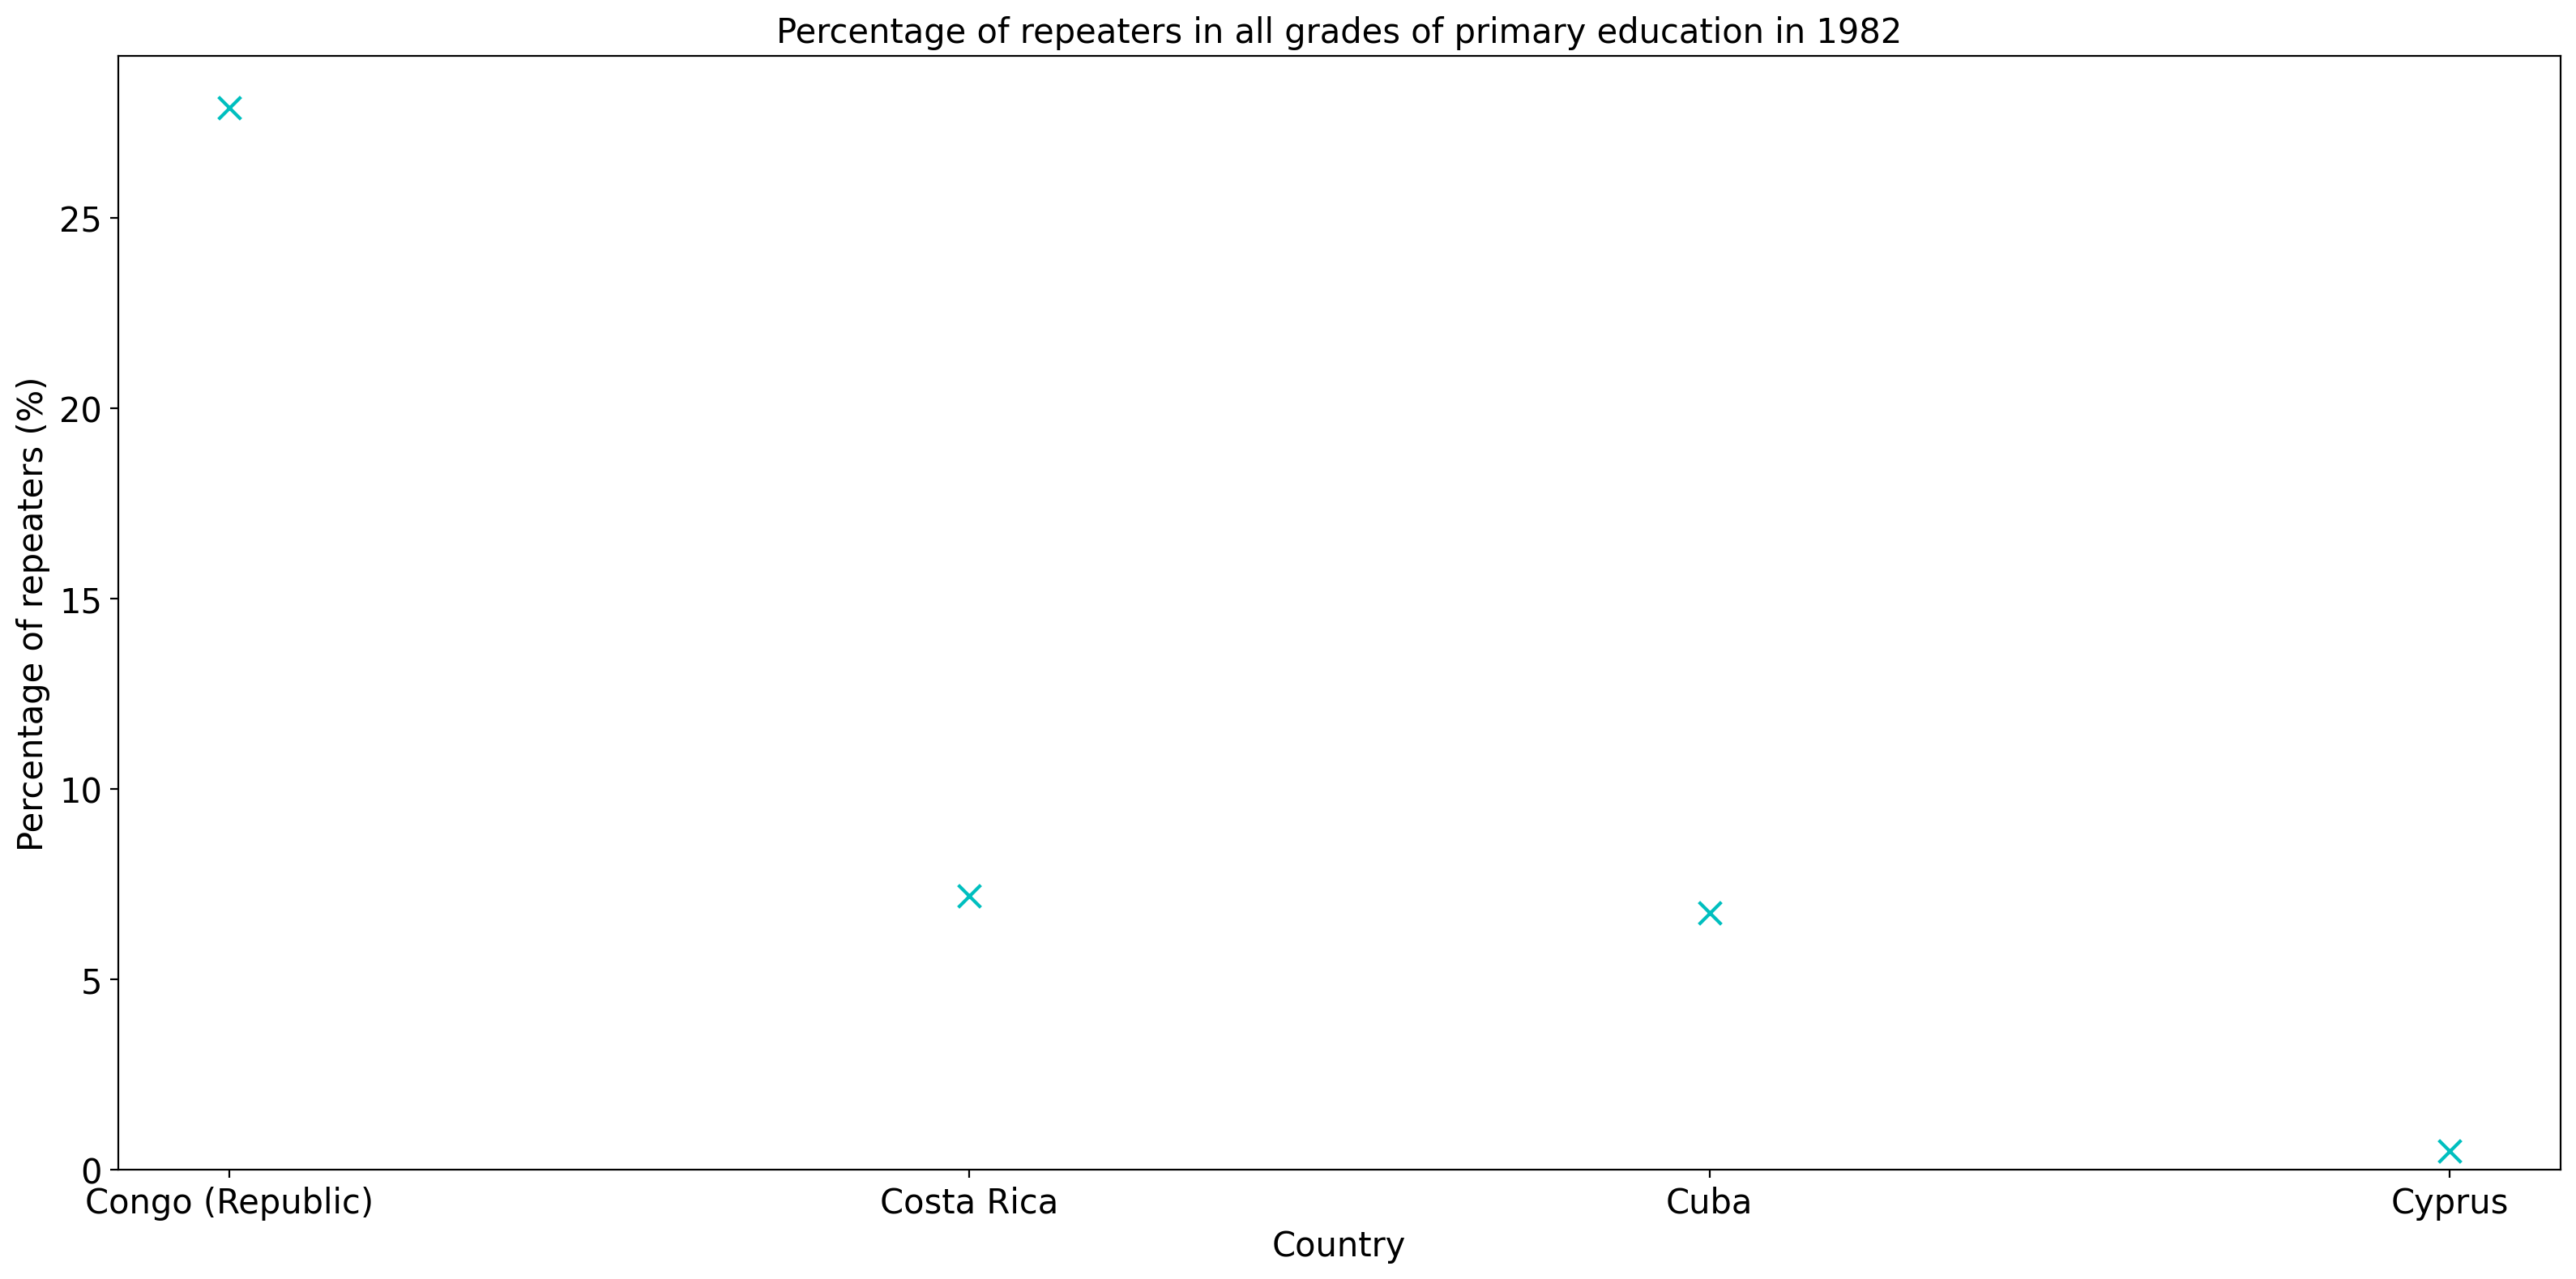 Percentage of repeaters in all grades of primary education in 1982
Percentage of repeaters (%)
25
20
15
10
5
0
Congo (Republic)
Costa Rica
Cuba
Cyprus
Country